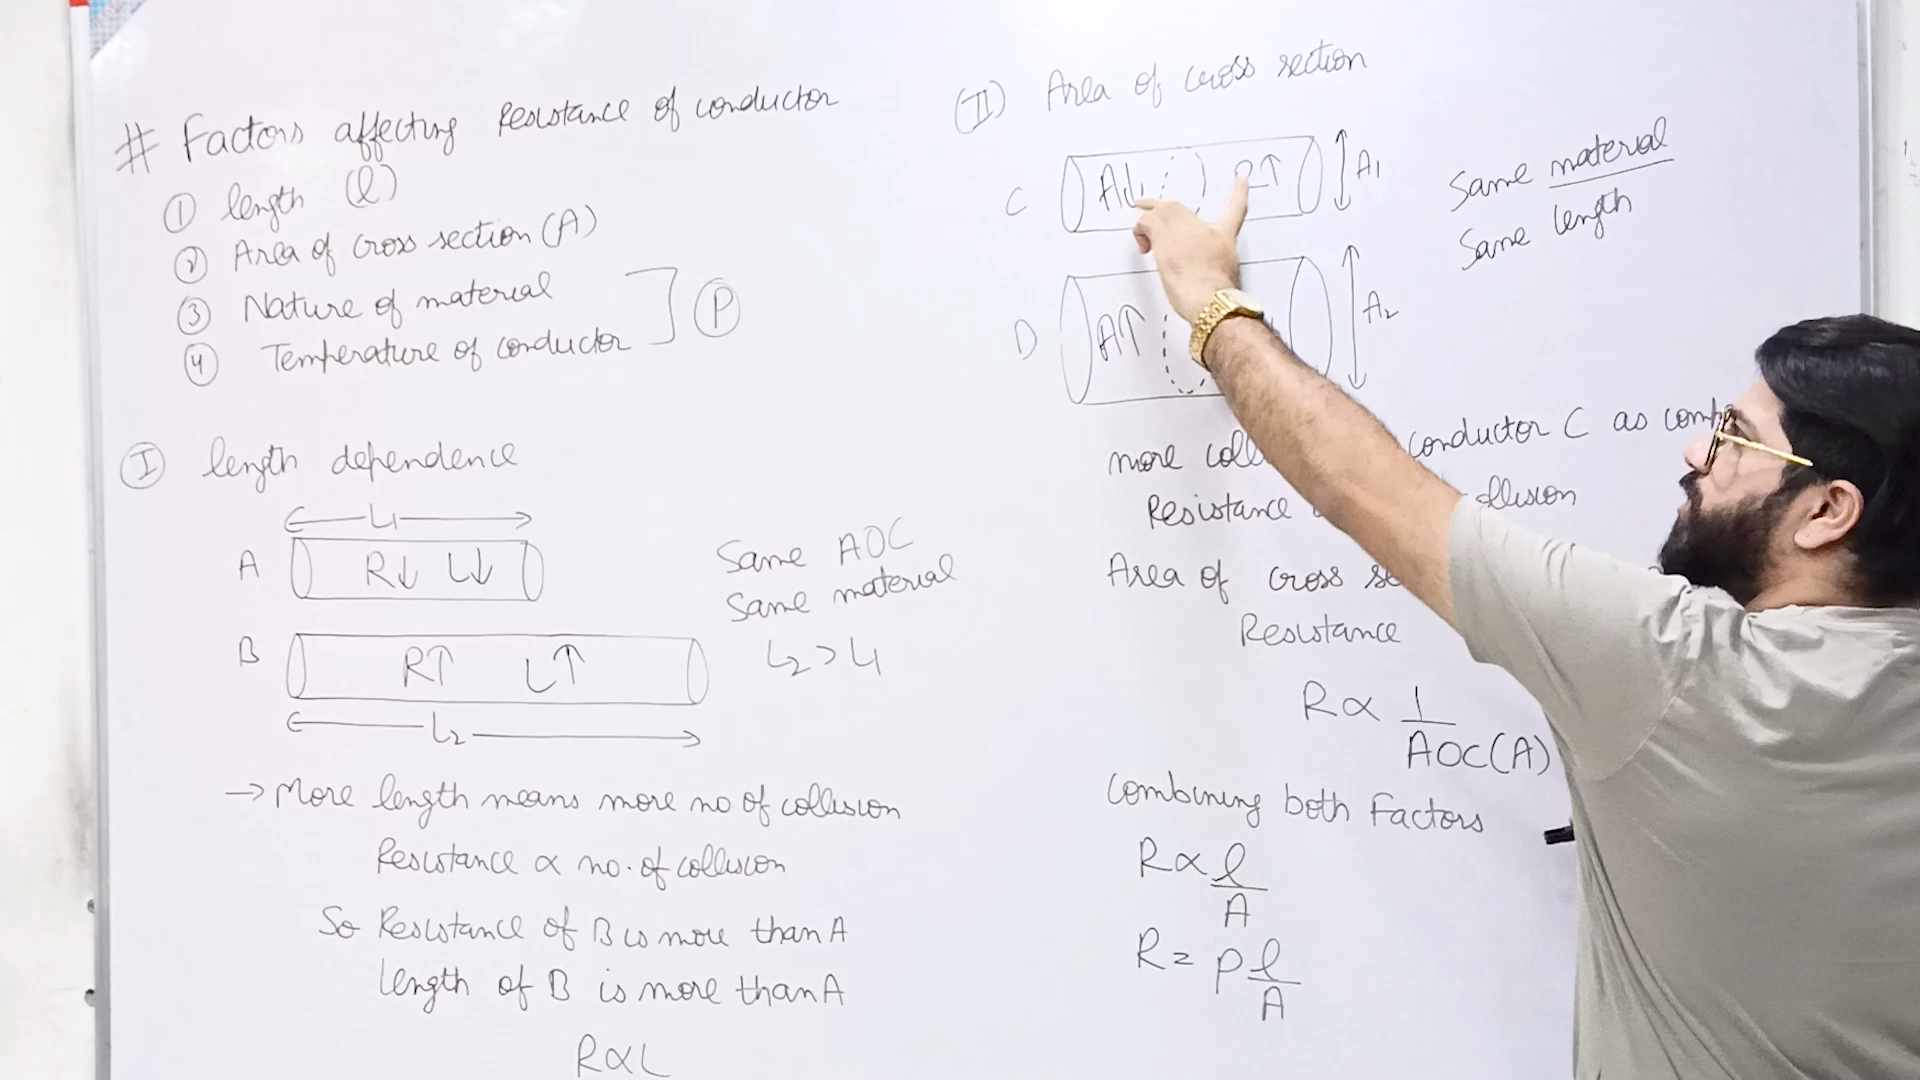 # Factors affecting Resistance of conductor
① length (l)
② Area of cross section (A)
③ Nature of material
④ Temperature of conductor
ρ
(I) length dependence
L₁
A R↓ L↓
B R↑ L↑
L₂
Same AOC
Same material
L₂ > L₁
→ More length means more no. of collision
Resistance ∝ no. of collision
So Resistance of B is more than A
length of B is more than A
R∝L
(II) Area of cross section
C A↓ R↑ A₁
D A↑ A₂
Same material
Same length
more conductor C as
Resistance
Area of cross
Resistance
R∝ 1/AOC(A)
Combining both Factors
R∝ l/A
R = ρ l/A